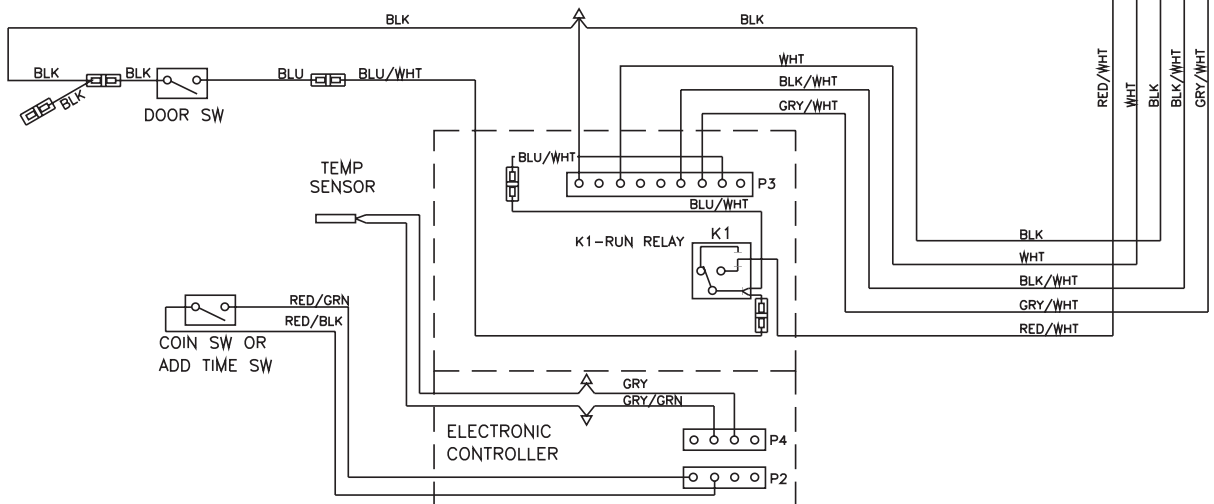 BLK
BLK
BLK
BLK
BLU
BLU/WHT
BLK
DOOR SW
WHT
BLK/WHT
GRY/WHT
RED/WHT
WHT
BLK
BLK/WHT
GRY/WHT
TEMP
SENSOR
BLU/WHT
P3
BLU/WHT
K1-RUN RELAY
K1
BLK
WHT
BLK/WHT
GRY/WHT
RED/WHT
RED/GRN
RED/BLK
COIN SW OR
ADD TIME SW
GRY
GRY/GRN
ELECTRONIC
CONTROLLER
P4
P2